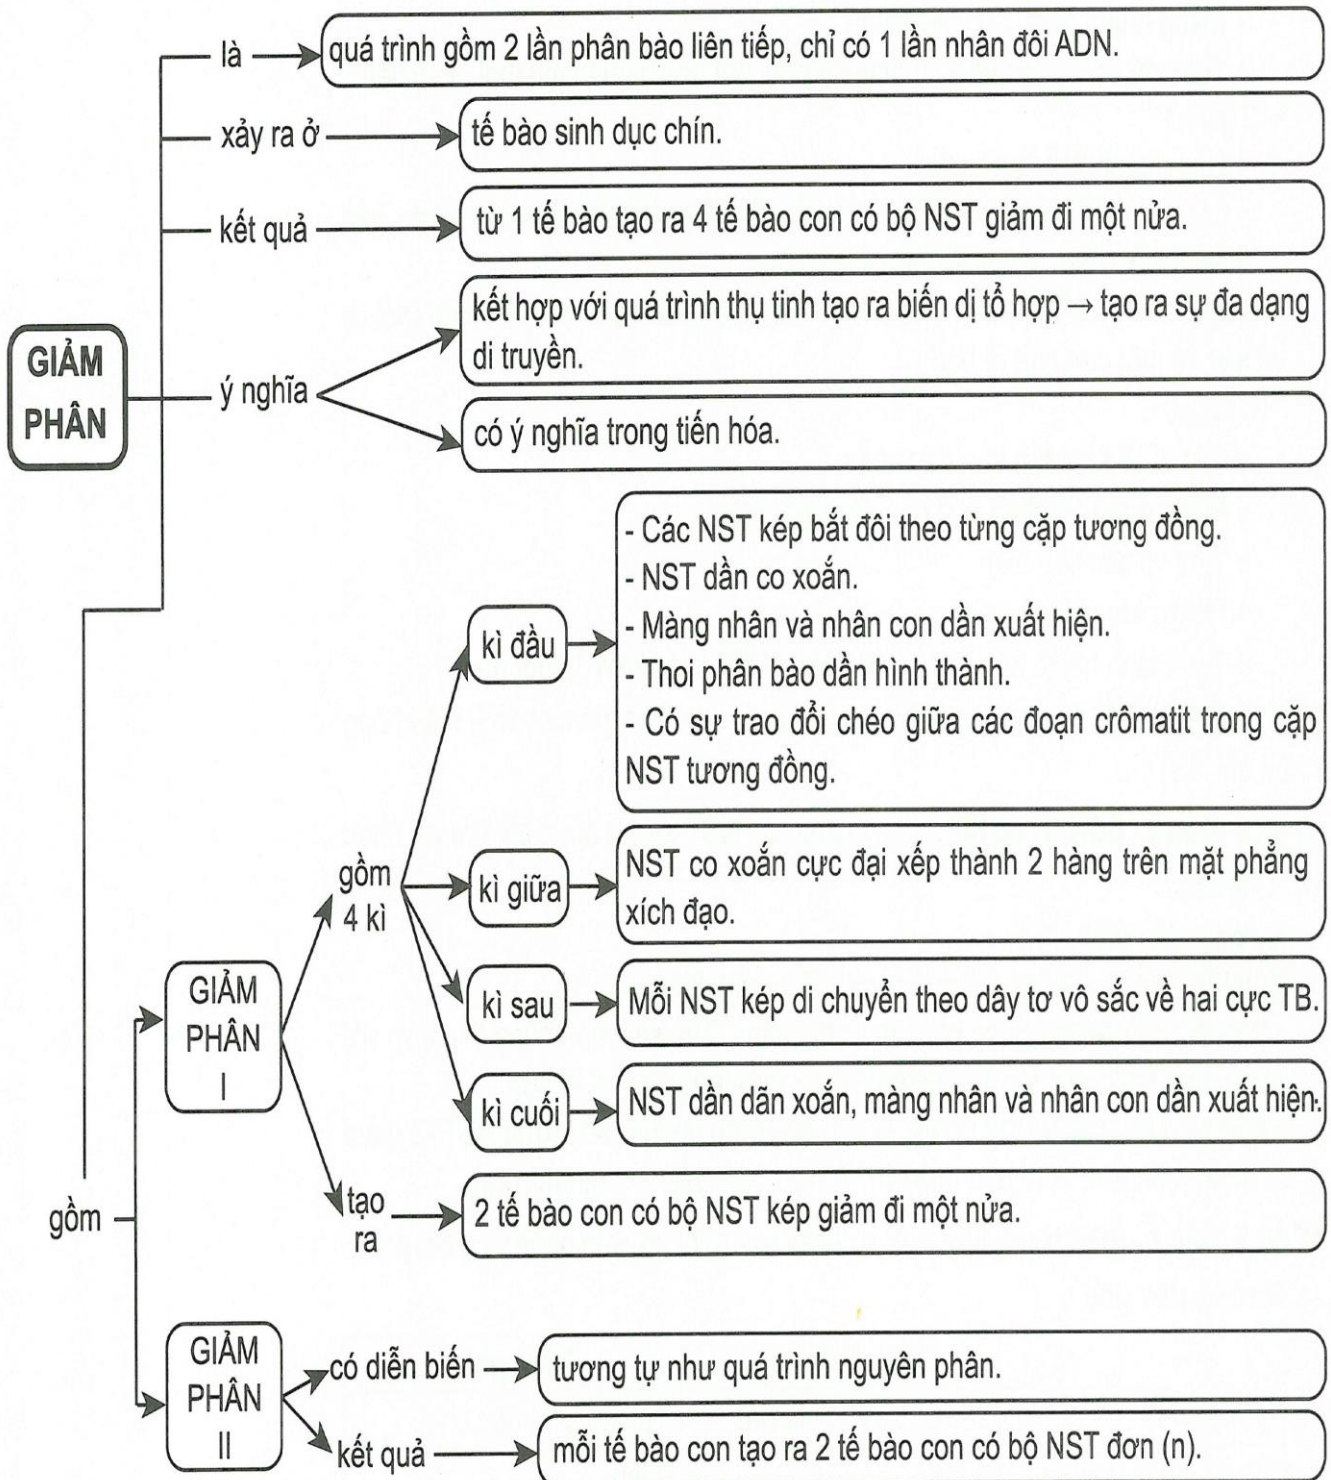 là
quá trình gồm 2 lần phân bào liên tiếp, chỉ có 1 lần nhân đôi ADN.
xảy ra ở
tế bào sinh dục chín.
kết quả
từ 1 tế bào tạo ra 4 tế bào con có bộ NST giảm đi một nửa.
GIẢM
PHÂN
ý nghĩa
kết hợp với quá trình thụ tinh tạo ra biến dị tổ hợp → tạo ra sự đa dạng
di truyền.
có ý nghĩa trong tiến hóa.
gồm
GIẢM
PHÂN
I
gồm
4 kì
kì đầu
- Các NST kép bắt đôi theo từng cặp tương đồng.
- NST dần co xoắn.
- Màng nhân và nhân con dần xuất hiện.
- Thoi phân bào dần hình thành.
- Có sự trao đổi chéo giữa các đoạn crômatit trong cặp
NST tương đồng.
kì giữa
NST co xoắn cực đại xếp thành 2 hàng trên mặt phẳng
xích đạo.
kì sau
Mỗi NST kép di chuyển theo dây tơ vô sắc về hai cực TB.
kì cuối
NST dần dãn xoắn, màng nhân và nhân con dần xuất hiện.
tạo
ra
2 tế bào con có bộ NST kép giảm đi một nửa.
GIẢM
PHÂN
II
có diễn biến
tương tự như quá trình nguyên phân.
kết quả
mỗi tế bào con tạo ra 2 tế bào con có bộ NST đơn (n).